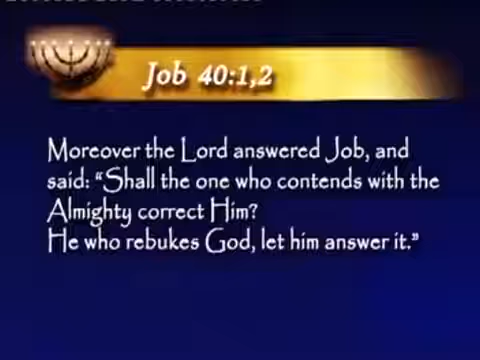 Job 40:1,2
Moreover the Lord answered Job, and
said: “Shall the one who contends with the
Almighty correct Him?
He who rebukes God, let him answer it.”